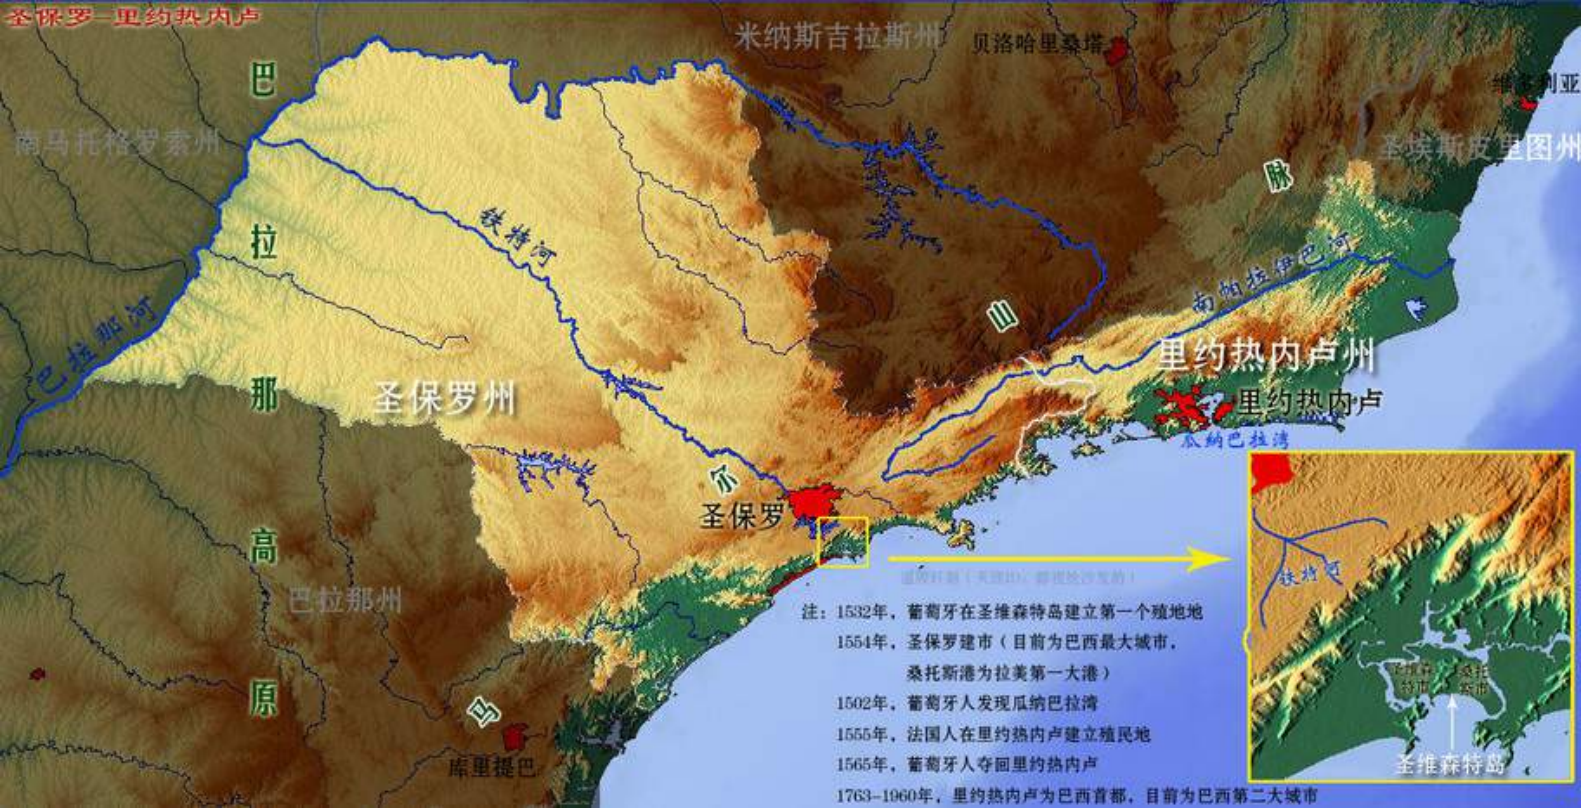 圣保罗-里约热内卢
米纳斯吉拉斯州
贝洛哈里桑塔
维多利亚
南马托格罗索州
圣埃斯皮里图州
巴拉那高原
马尔山脉
铁特河
南帕拉伊巴河
巴拉那河
圣保罗州
里约热内卢州
里约热内卢
瓜纳巴拉湾
圣保罗
巴拉那州
库里提巴
注：1532年，葡萄牙在圣维森特岛建立第一个殖地地
1554年，圣保罗建市（目前为巴西最大城市，
桑托斯港为拉美第一大港）
1502年，葡萄牙人发现瓜纳巴拉湾
1555年，法国人在里约热内卢建立殖民地
1565年，葡萄牙人夺回里约热内卢
1763-1960年，里约热内卢为巴西首都，目前为巴西第二大城市
铁特河
圣维森特市
桑托斯市
圣维森特岛